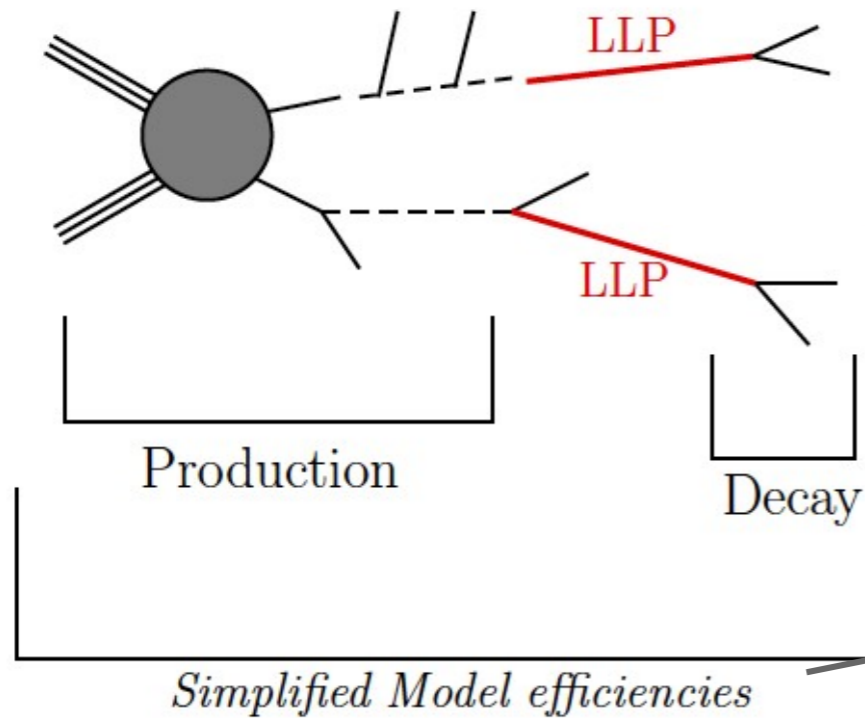 LLP
LLP
Production
Decay
Simplified Model efficiencies